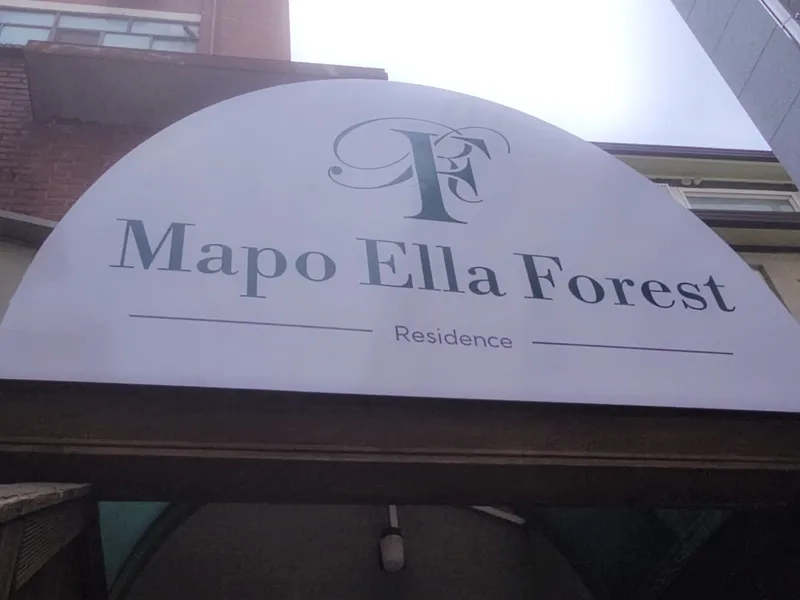 F
Mapo Ella Forest
Residence